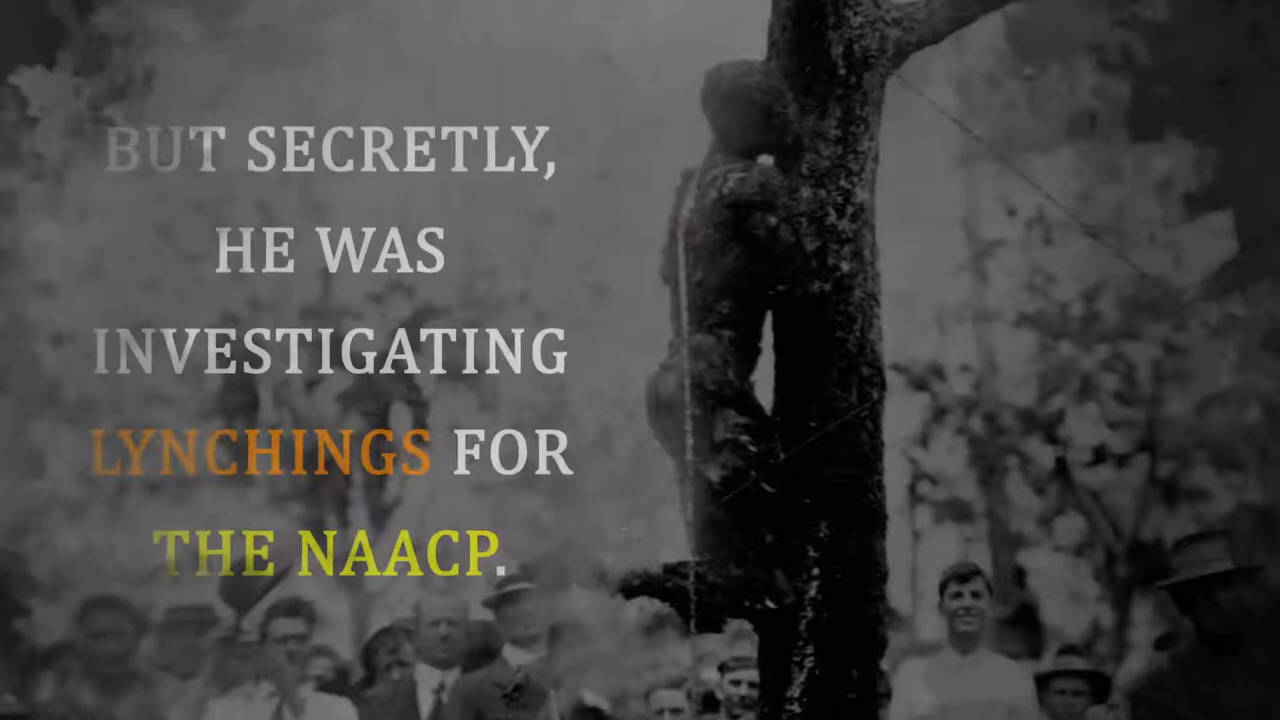 BUT SECRETLY,
HE WAS
INVESTIGATING
LYNCHINGS FOR
THE NAACP.